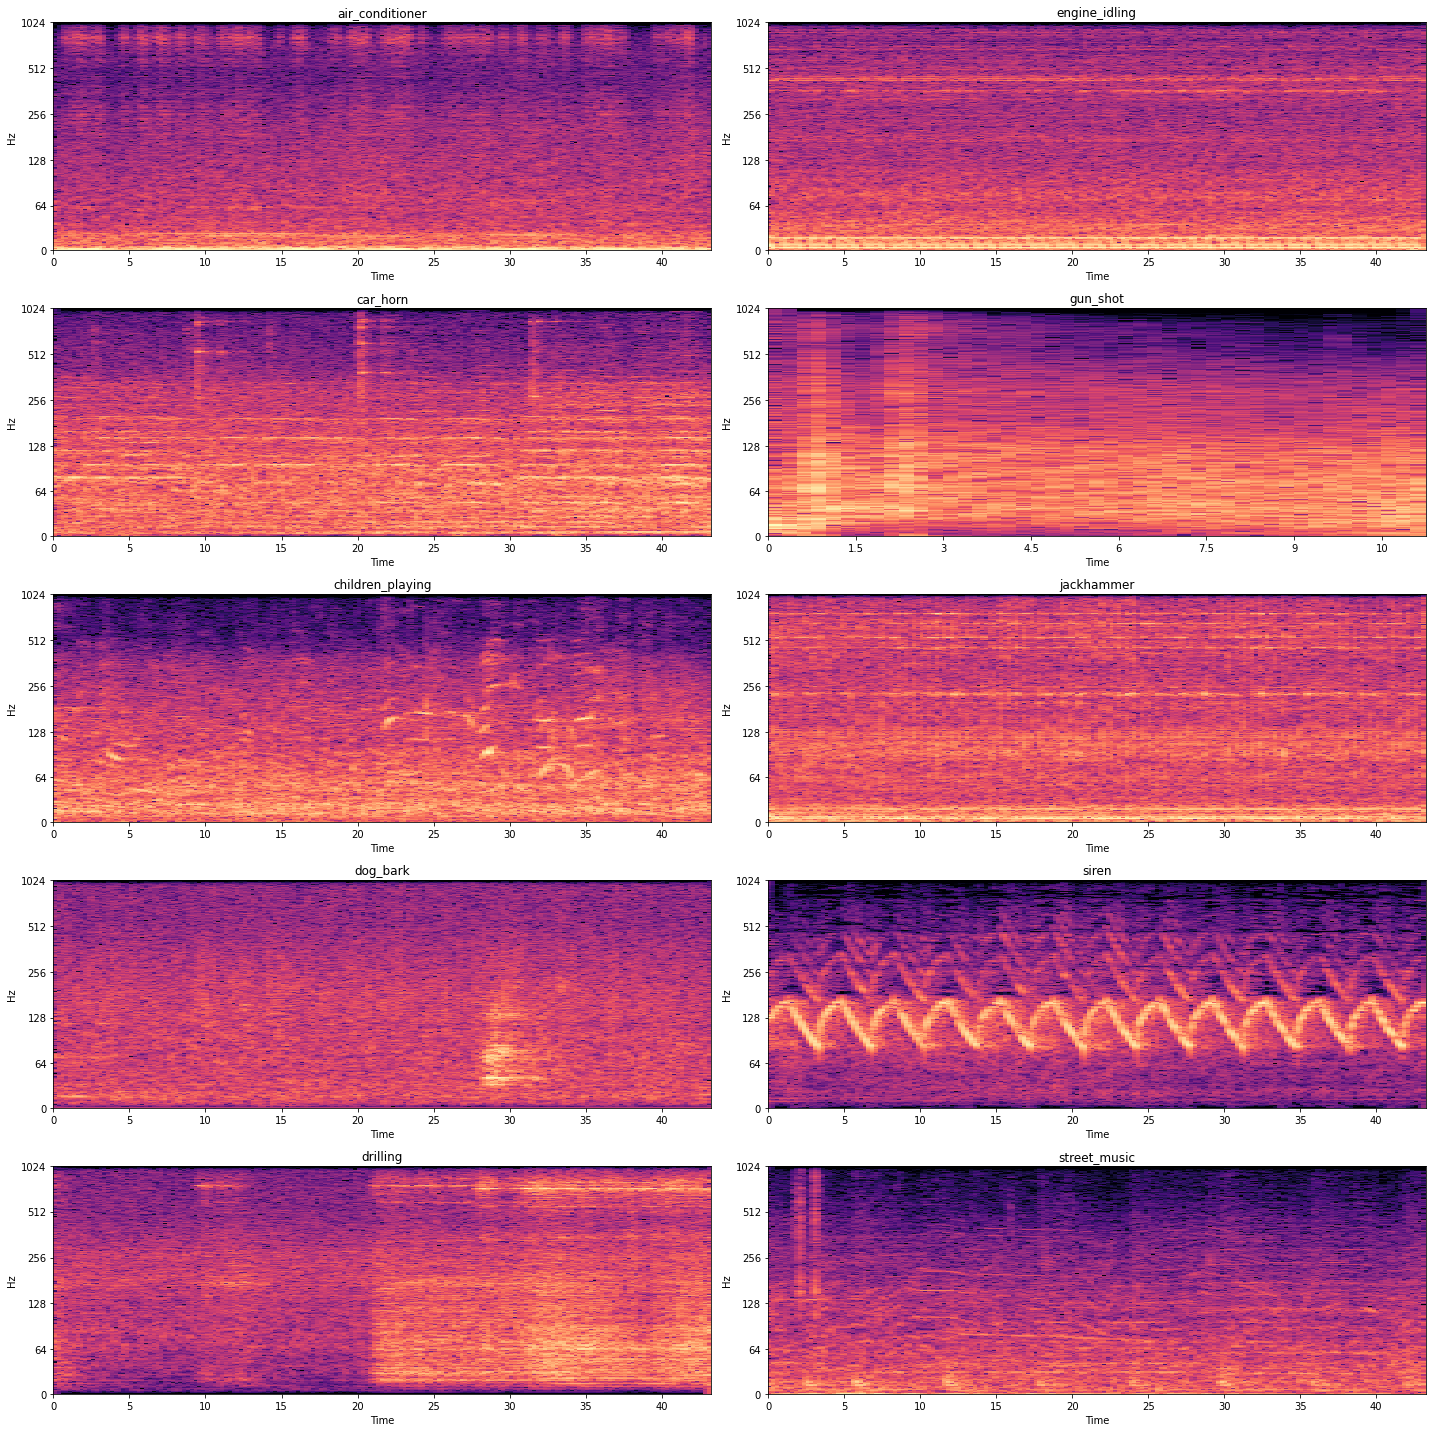 air_conditioner
1024
512
256
128
64
0
Hz
0 5 10 15 20 25 30 35 40
Time
engine_idling
1024
512
256
128
64
0
Hz
0 5 10 15 20 25 30 35 40
Time
car_horn
1024
512
256
128
64
0
Hz
0 5 10 15 20 25 30 35 40
Time
gun_shot
1024
512
256
128
64
0
Hz
0 1.5 3 4.5 6 7.5 9 10
Time
children_playing
1024
512
256
128
64
0
Hz
0 5 10 15 20 25 30 35 40
Time
jackhammer
1024
512
256
128
64
0
Hz
0 5 10 15 20 25 30 35 40
Time
dog_bark
1024
512
256
128
64
0
Hz
0 5 10 15 20 25 30 35 40
Time
siren
1024
512
256
128
64
0
Hz
0 5 10 15 20 25 30 35 40
Time
drilling
1024
512
256
128
64
0
Hz
0 5 10 15 20 25 30 35 40
Time
street_music
1024
512
256
128
64
0
Hz
0 5 10 15 20 25 30 35 40
Time